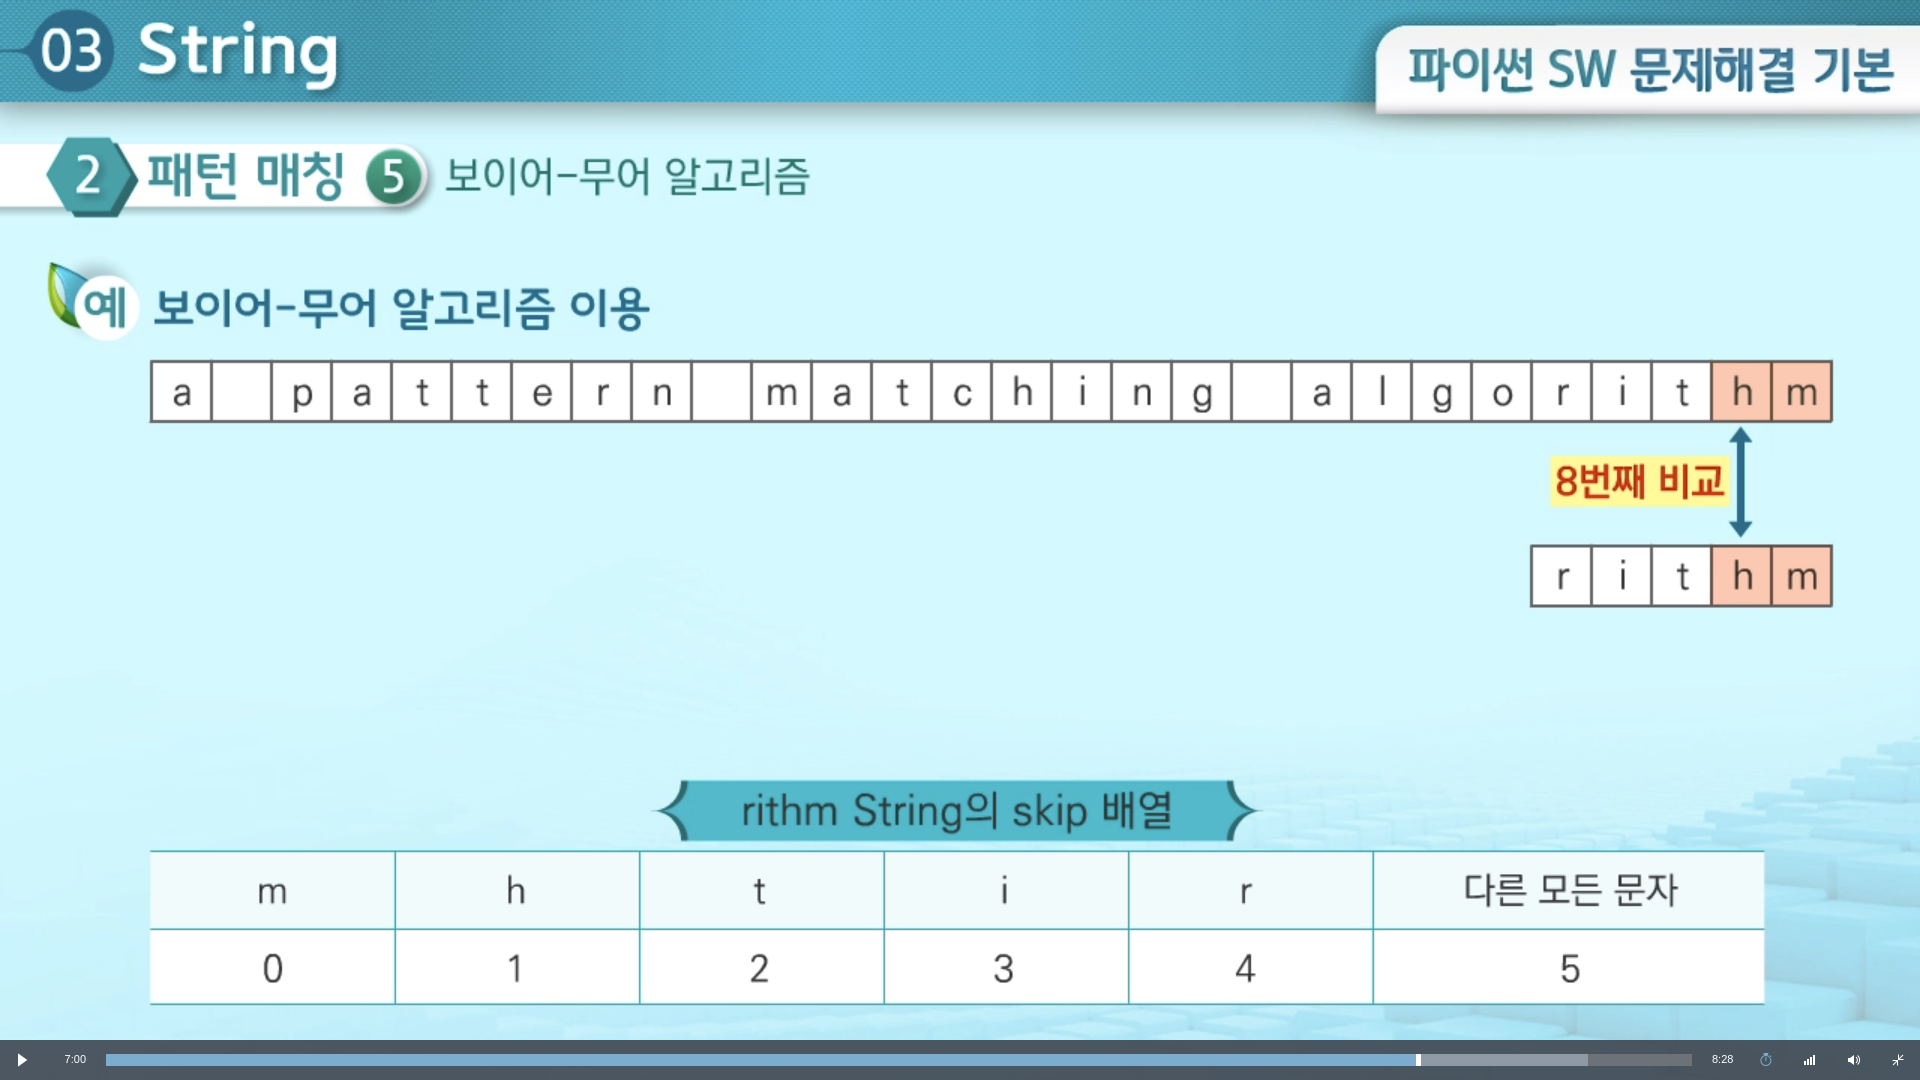 03 String
파이썬 SW 문제해결 기본
2 패턴 매칭 5 보이어-무어 알고리즘
예 보이어-무어 알고리즘 이용
a p a t t e r n m a t c h i n g a l g o r i t h m
8번째 비교
r i t h m
rithm String의 skip 배열
m h t i r 다른 모든 문자
0 1 2 3 4 5
7:00 8:28